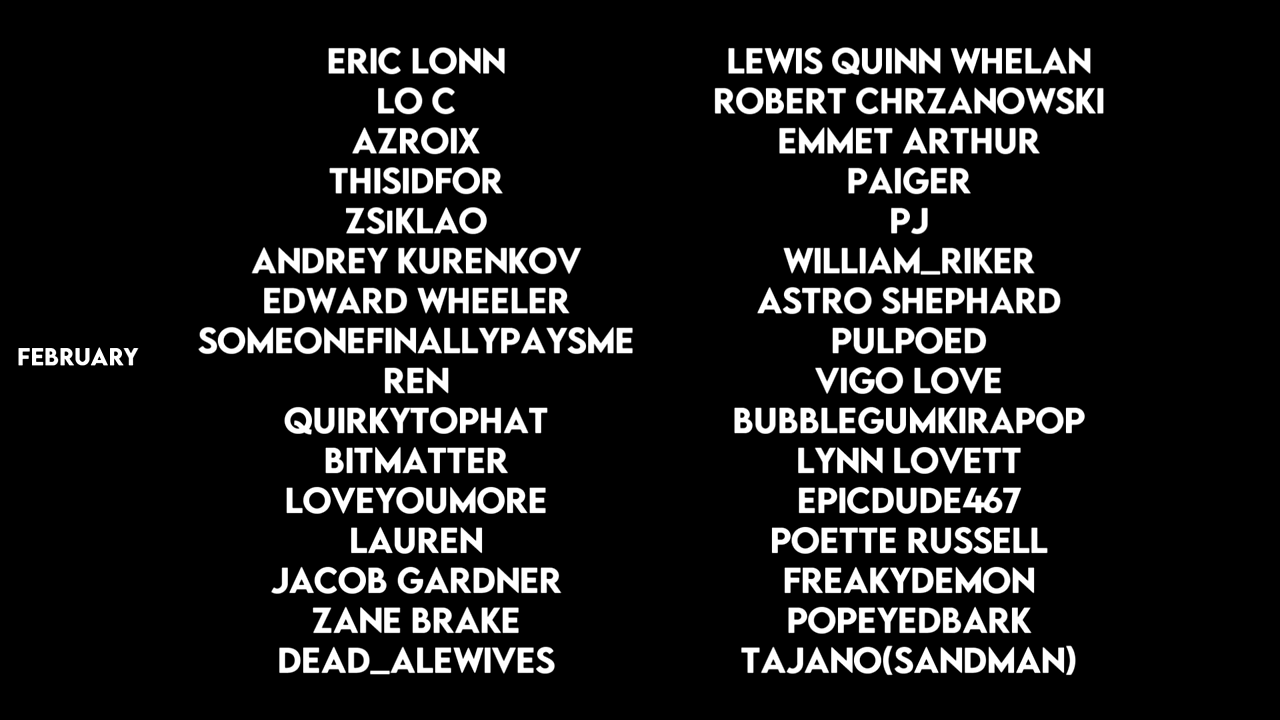 FEBRUARY
ERIC LONN
LO C
AZROIX
THISIDFOR
ZS1KLAO
ANDREY KURENKOV
EDWARD WHEELER
SOMEONEFINALLYPAYSME
REN
QUIRKYTOPHAT
BITMATTER
LOVEYOUMORE
LAUREN
JACOB GARDNER
ZANE BRAKE
DEAD_ALEWIVES
LEWIS QUINN WHELAN
ROBERT CHRZANOWSKI
EMMET ARTHUR
PAIGER
PJ
WILLIAM_RIKER
ASTRO SHEPHARD
PULPOED
VIGO LOVE
BUBBLEGUMKIRAPOP
LYNN LOVETT
EPICDUDE467
POETTE RUSSELL
FREAKYDEMON
POPEYEDBARK
TAJANO(SANDMAN)